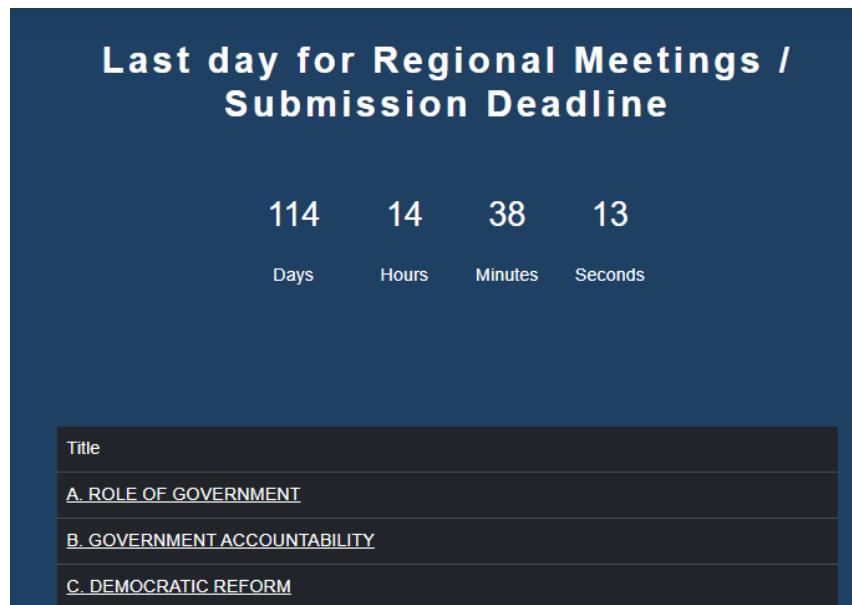 Last day for Regional Meetings /
Submission Deadline
114 14 38 13
Days Hours Minutes Seconds
Title
A. ROLE OF GOVERNMENT
B. GOVERNMENT ACCOUNTABILITY
C. DEMOCRATIC REFORM